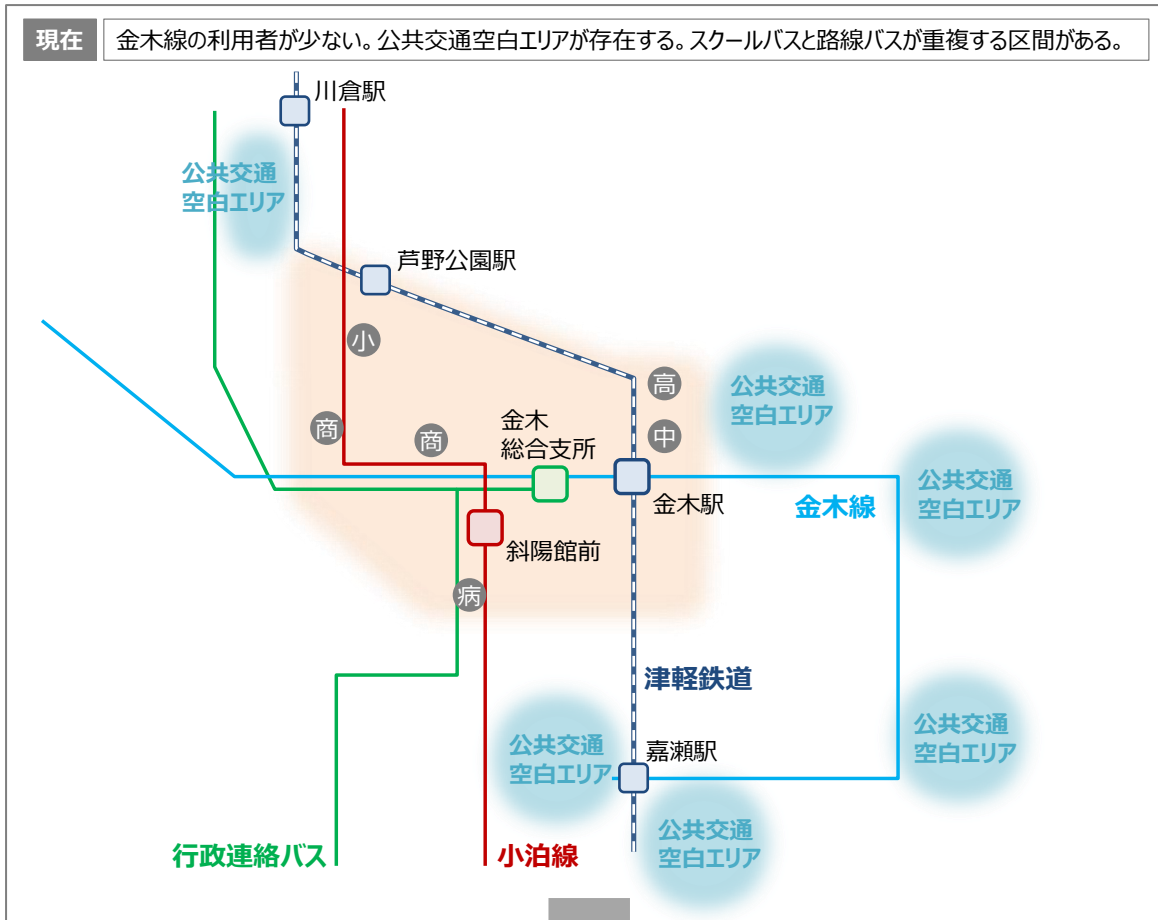 現在
金木線の利用者が少ない。公共交通空白エリアが存在する。スクールバスと路線バスが重複する区間がある。
川倉駅
公共交通
空白エリア
芦野公園駅
小
高
公共交通
空白エリア
商
商
金木
総合支所
中
公共交通
空白エリア
金木駅
金木線
斜陽館前
病
津軽鉄道
公共交通
空白エリア
嘉瀬駅
公共交通
空白エリア
公共交通
空白エリア
行政連絡バス
小泊線